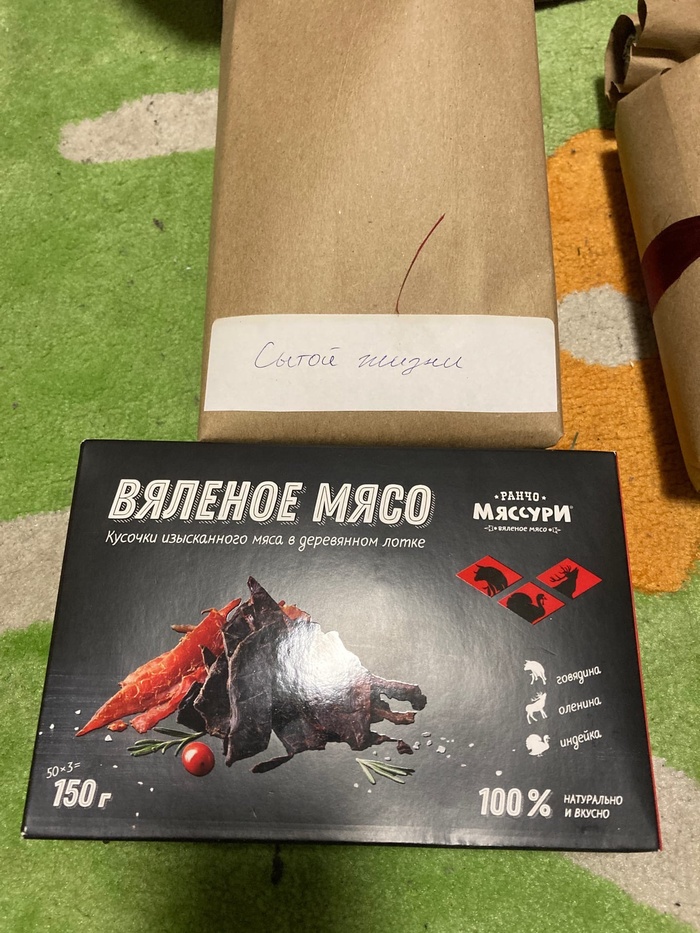 Сытой жизни
ВЯЛЕНОЕ МЯСО
Кусочки изысканного мяса в деревянном лотке
РАНЧО
МЯССУРИ
вяленое мясо
говядина
оленина
индейка
50×3=
150 г
100%
НАТУРАЛЬНО
И ВКУСНО